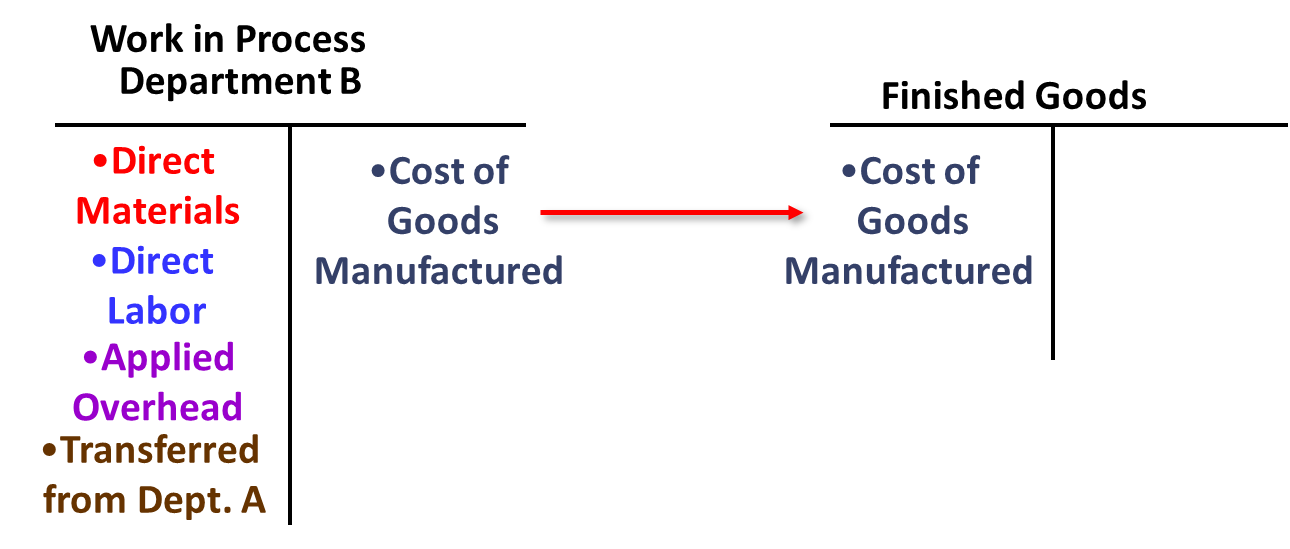 Work in Process
Department B
•Direct
Materials
•Direct
Labor
•Applied
Overhead
•Transferred
from Dept. A
•Cost of
Goods
Manufactured
Finished Goods
•Cost of
Goods
Manufactured